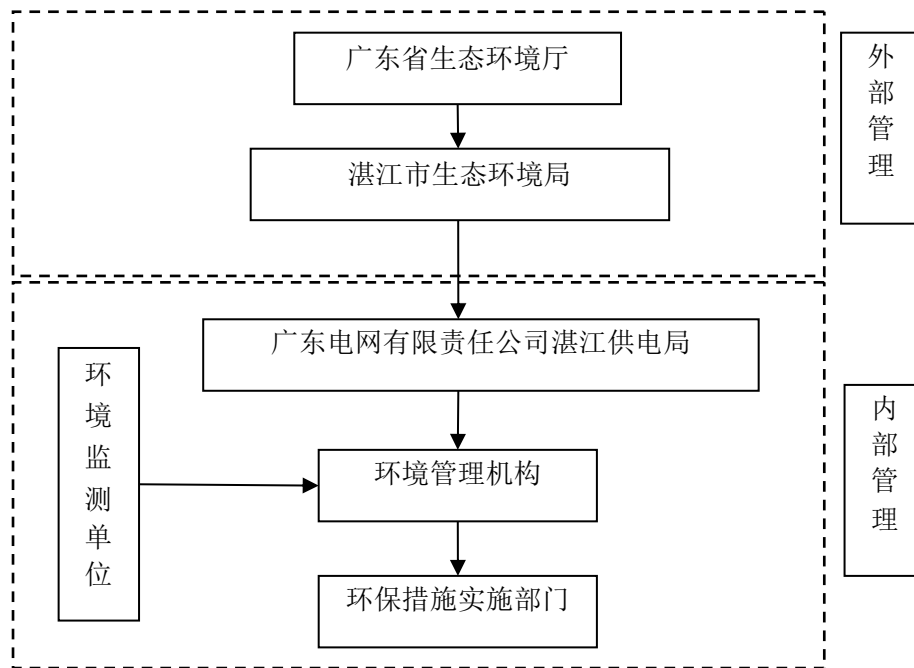 广东省生态环境厅
外部管理
湛江市生态环境局
广东电网有限责任公司湛江供电局
环境监测单位
内部管理
环境管理机构
环保措施实施部门